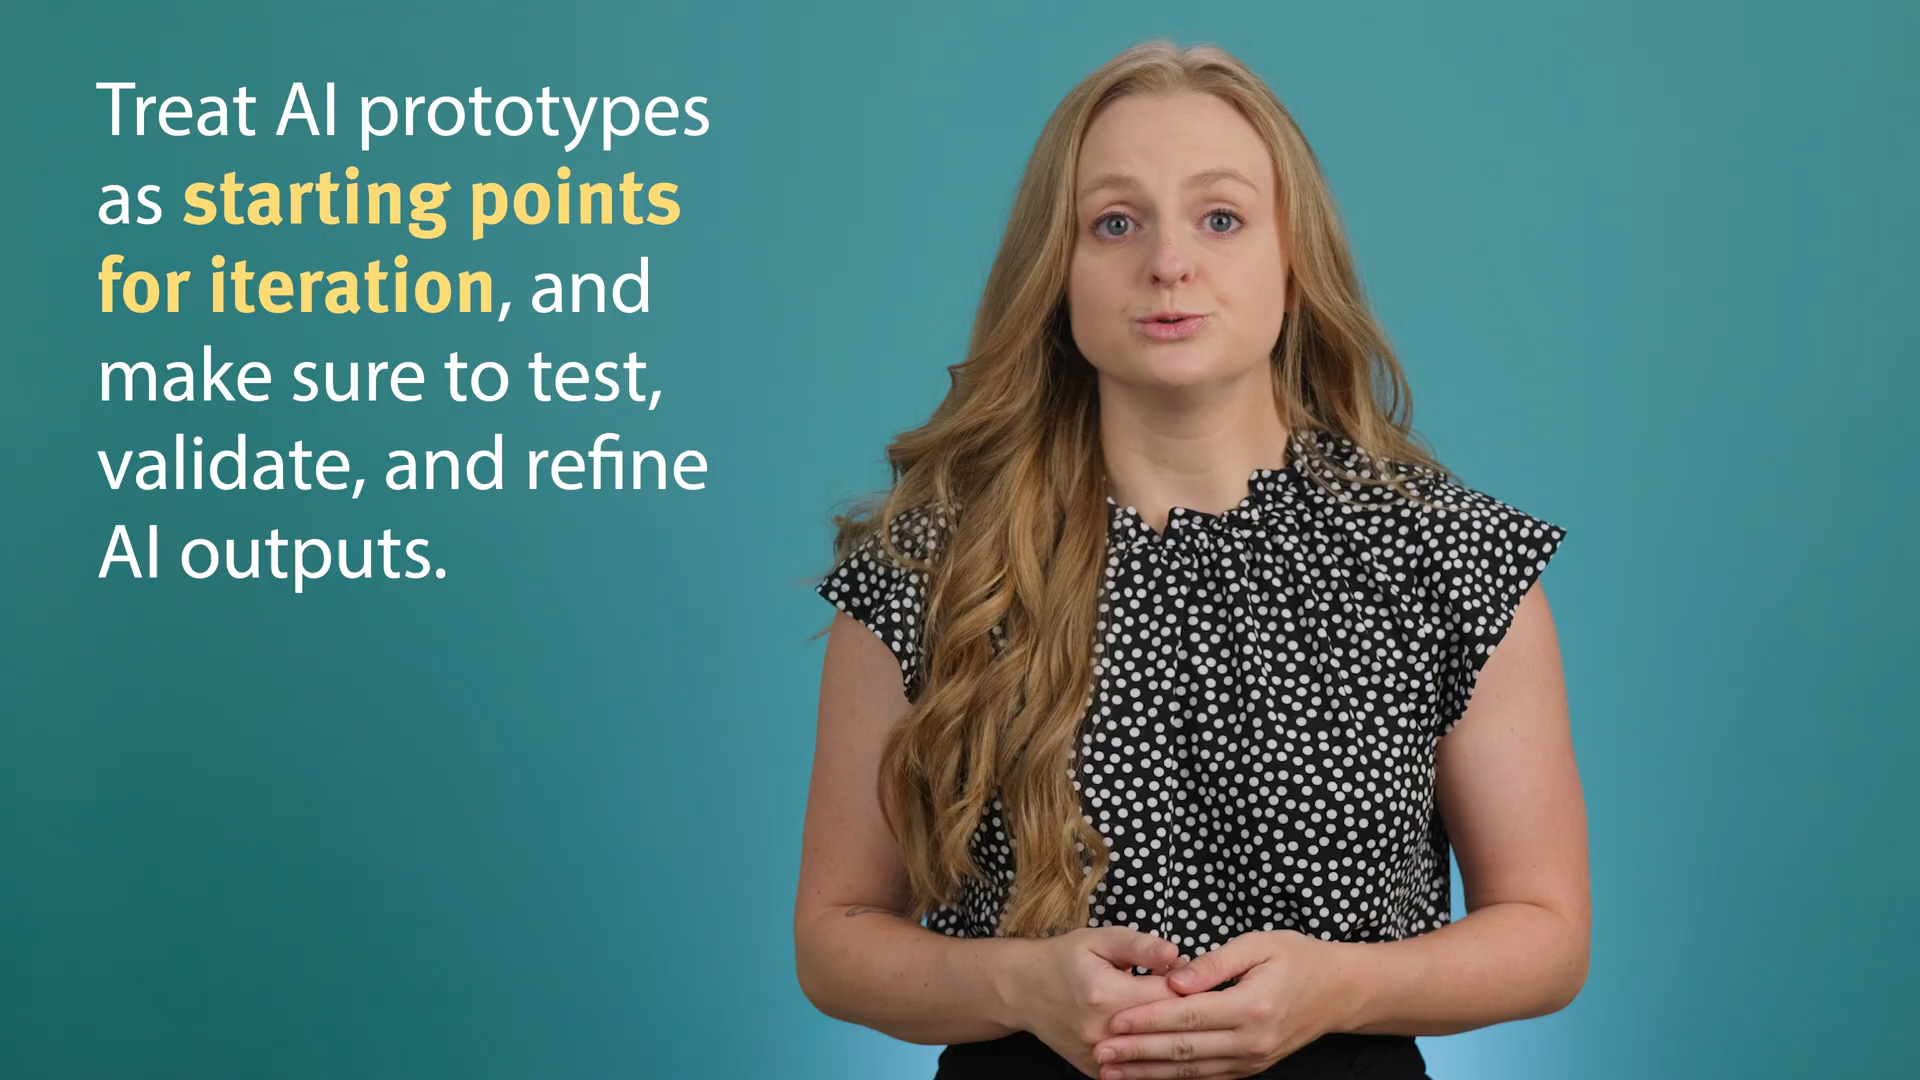 Treat AI prototypes
as starting points
for iteration, and
make sure to test,
validate, and refine
AI outputs.